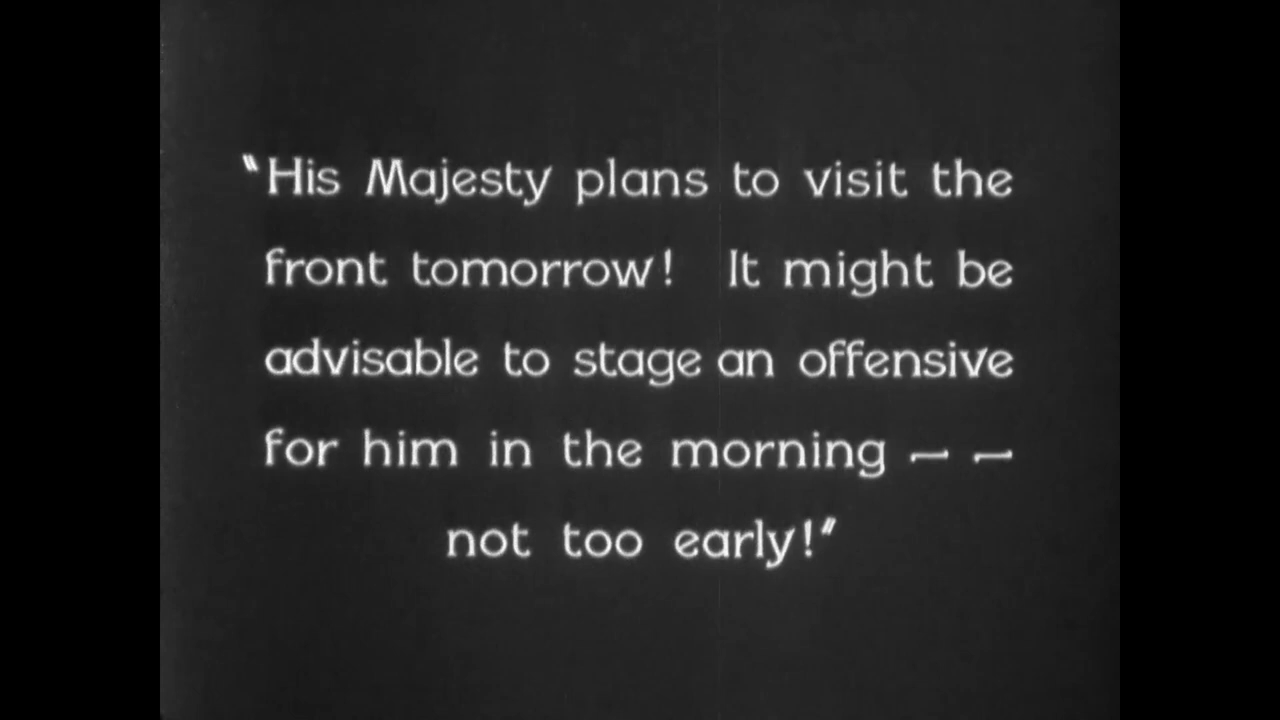 "His Majesty plans to visit the
front tomorrow! It might be
advisable to stage an offensive
for him in the morning — —
not too early!"